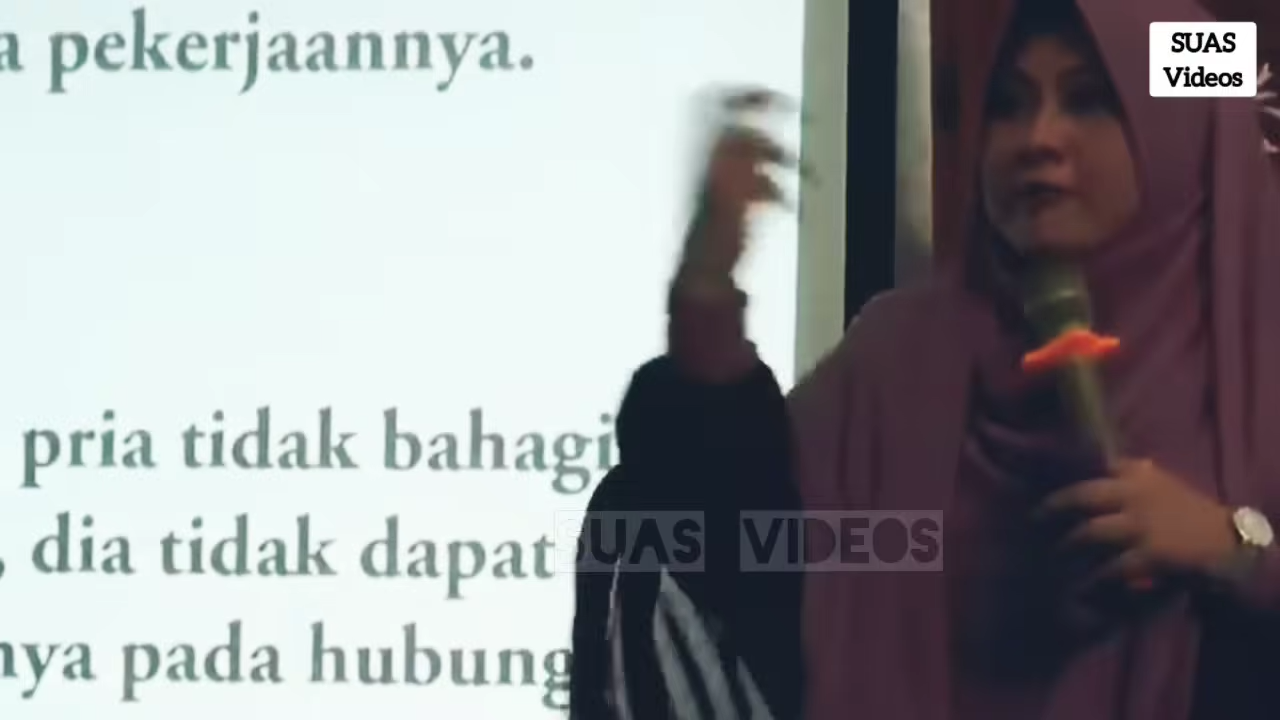 a pekerjaannya.
pria tidak bahagi
, dia tidak dapat
nya pada hubung
SUAS
Videos
SUAS VIDEOS